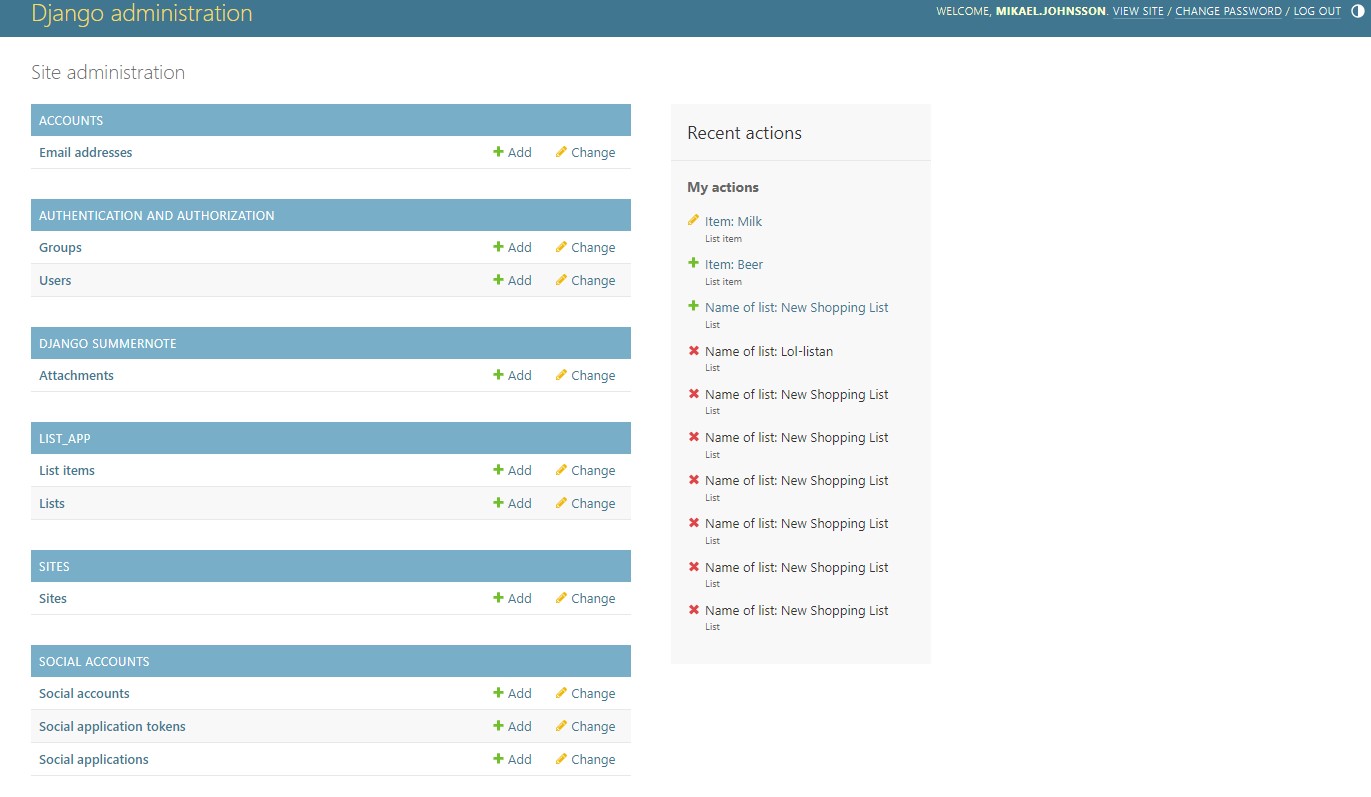 Django administration
WELCOME, MIKAEL.JOHNSSON. VIEW SITE / CHANGE PASSWORD / LOG OUT
Site administration
ACCOUNTS
Email addresses Add Change
AUTHENTICATION AND AUTHORIZATION
Groups Add Change
Users Add Change
DJANGO SUMMERNOTE
Attachments Add Change
LIST_APP
List items Add Change
Lists Add Change
SITES
Sites Add Change
SOCIAL ACCOUNTS
Social accounts Add Change
Social application tokens Add Change
Social applications Add Change
Recent actions
My actions
Item: Milk
List item
Item: Beer
List item
Name of list: New Shopping List
List
Name of list: Lol-listan
List
Name of list: New Shopping List
List
Name of list: New Shopping List
List
Name of list: New Shopping List
List
Name of list: New Shopping List
List
Name of list: New Shopping List
List
Name of list: New Shopping List
List